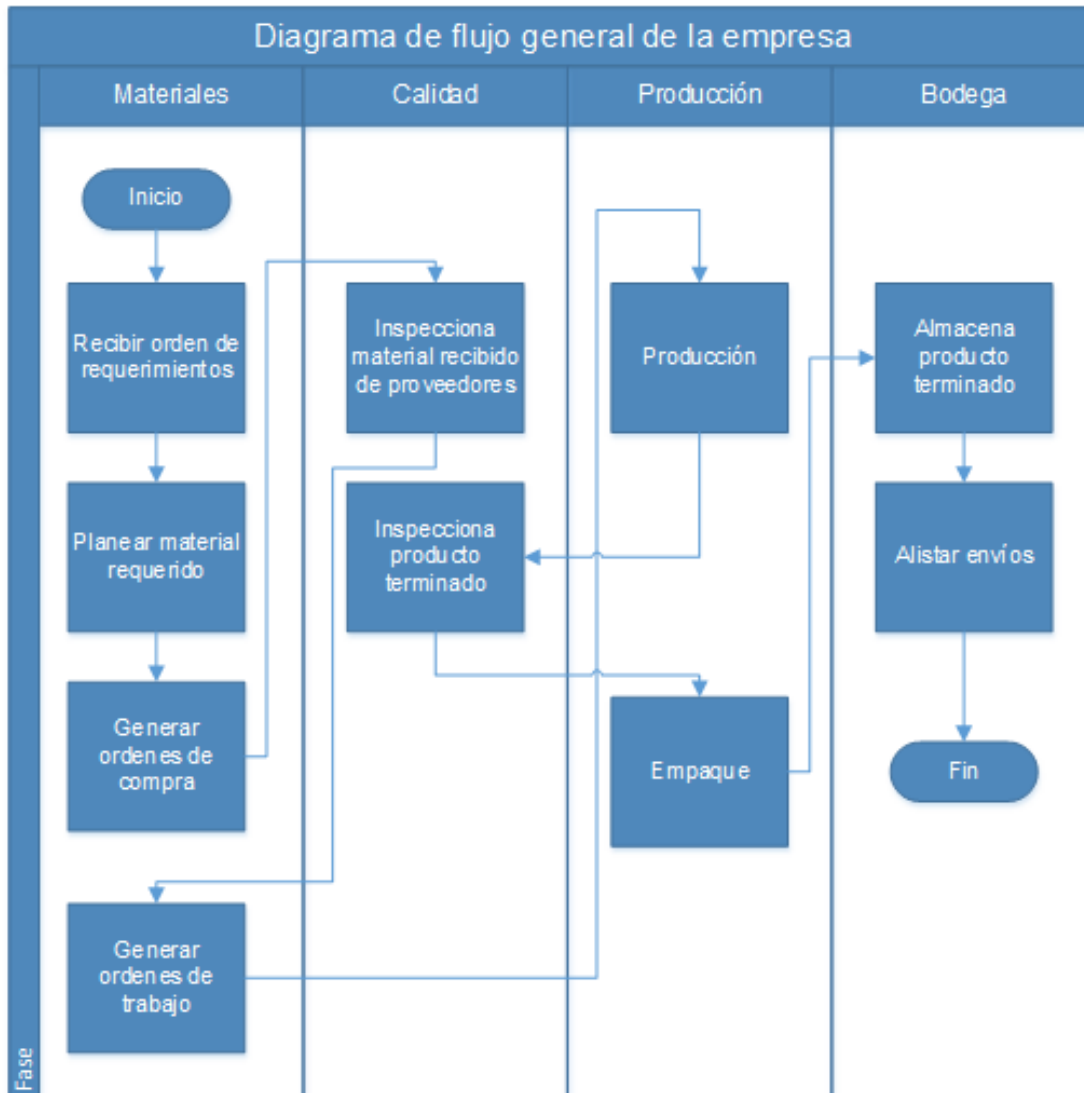 Diagrama de flujo general de la empresa
Materiales
Calidad
Producción
Bodega
Inicio
Recibir orden de
requerimientos
Planear material
requerido
Generar
ordenes de
compra
Generar
ordenes de
trabajo
Inspecciona
material recibido
de proveedores
Inspecciona
producto
terminado
Producción
Empaque
Almacena
producto
terminado
Alistar envíos
Fin
Fase